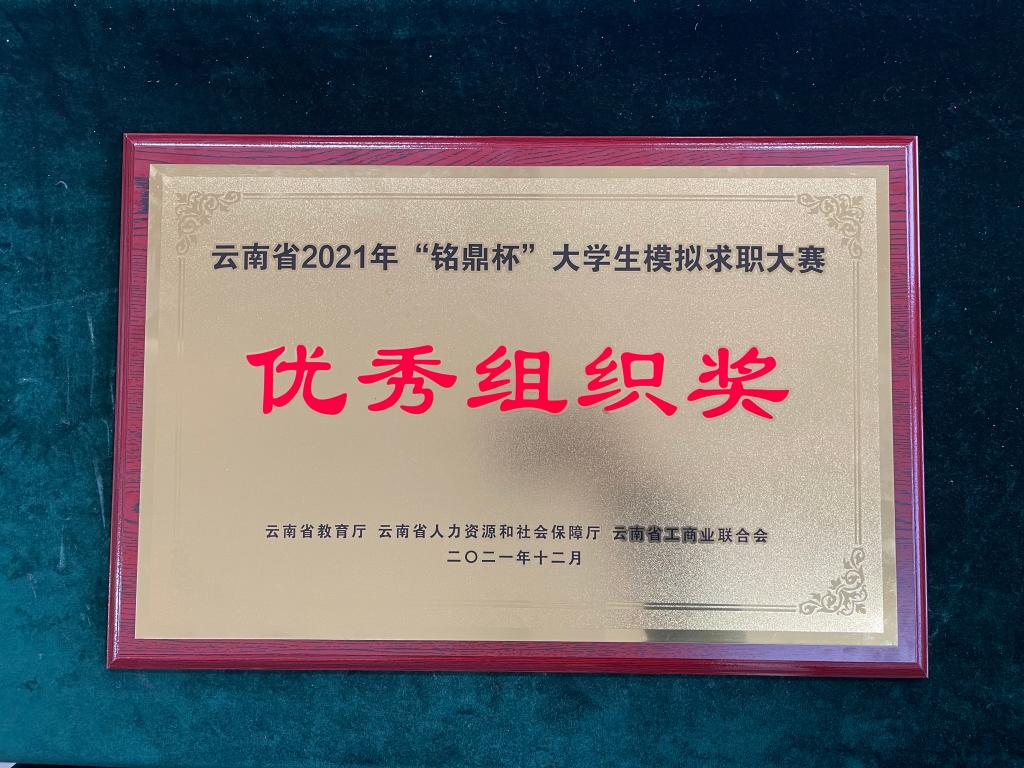 云南省2021年“铭鼎�”大学生模拟求职大赛
优秀组织奖
云南省教育厅 云南省人力资源和社会保障厅 云南省工商业联合会
二〇二一年十二月